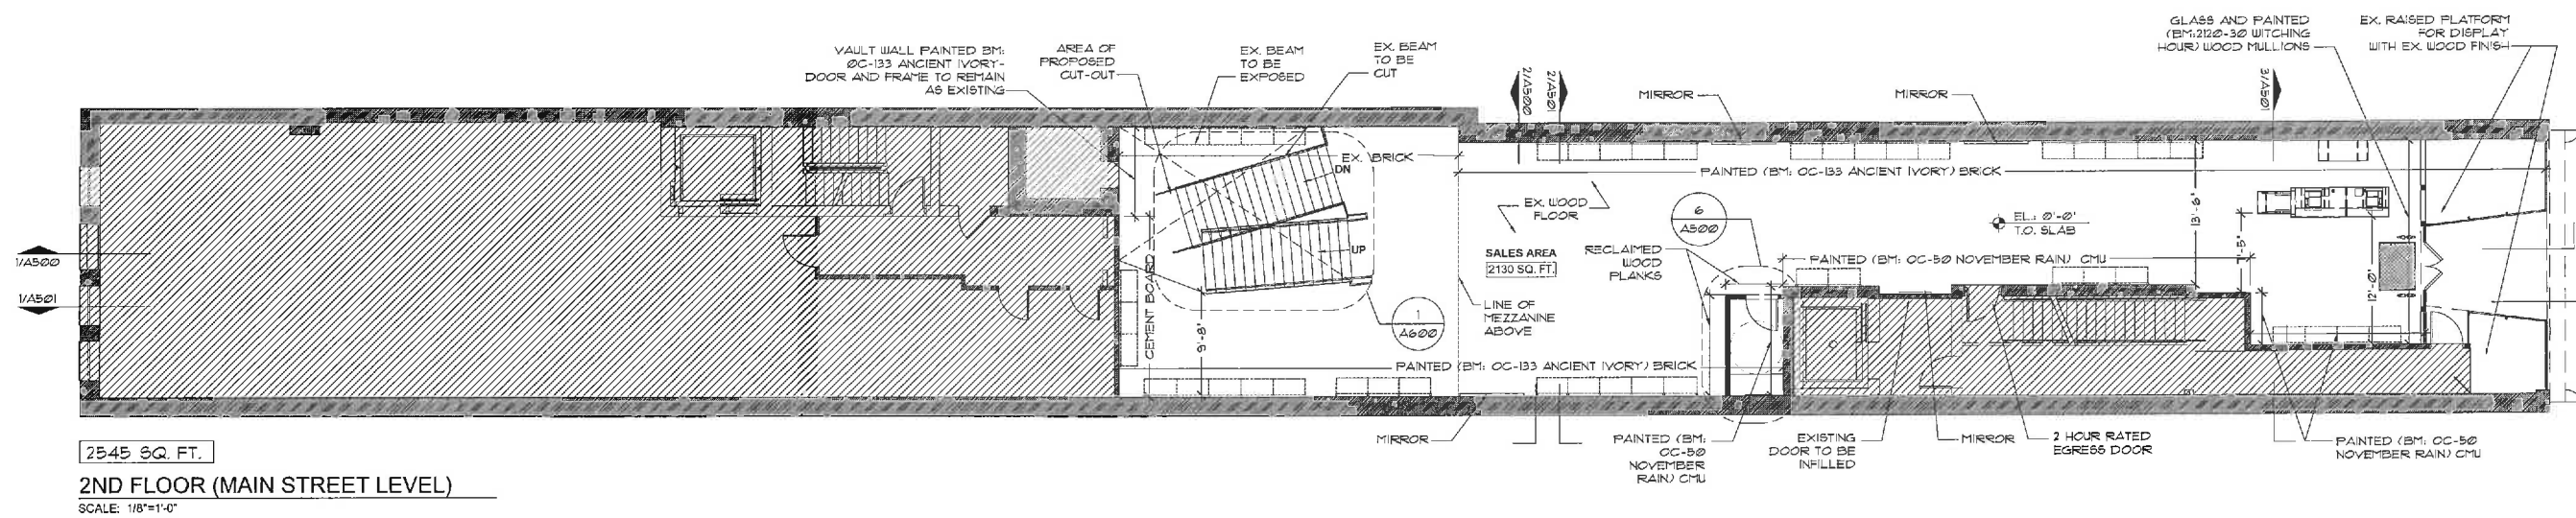 VAULT WALL PAINTED BM:
OC-133 ANCIENT IVORY-
DOOR AND FRAME TO REMAIN
AS EXISTING
AREA OF
PROPOSED
CUT-OUT
EX. BEAM
TO BE
EXPOSED
EX. BEAM
TO BE
CUT
2/A500
2/A501
MIRROR
MIRROR
3/A501
GLASS AND PAINTED
(BM:2120-30 WITCHING
HOUR) WOOD MULLIONS
EX. RAISED PLATFORM
FOR DISPLAY
WITH EX. WOOD FINISH
EX. BRICK
DN
PAINTED (BM: OC-133 ANCIENT IVORY) BRICK
EX. WOOD
FLOOR
6
A500
EL.: 0'-0"
T.O. SLAB
13'-6"
7'-5"
12'-0"
1/A500
1/A501
UP
SALES AREA
2130 SQ. FT.
RECLAIMED
WOOD
PLANKS
PAINTED (BM: OC-50 NOVEMBER RAIN) CMU
CEMENT BOARD
9'-8"
1
A600
LINE OF
MEZZANINE
ABOVE
PAINTED (BM: OC-133 ANCIENT IVORY) BRICK
MIRROR
PAINTED (BM:
OC-50
NOVEMBER
RAIN) CMU
EXISTING
DOOR TO BE
INFILLED
MIRROR
2 HOUR RATED
EGRESS DOOR
PAINTED (BM: OC-50
NOVEMBER RAIN) CMU
2545 SQ. FT.
2ND FLOOR (MAIN STREET LEVEL)
SCALE: 1/8"=1'-0"